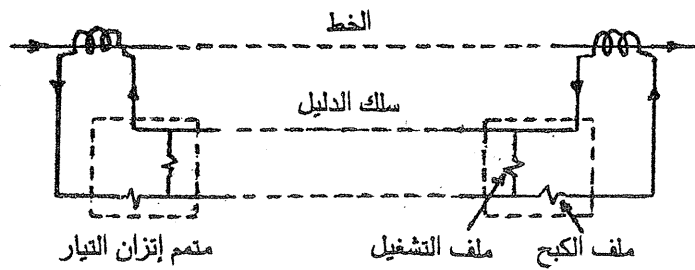 الخط
سلك الدليل
متمم إتزان التيار
ملف التشغيل
ملف الكبح